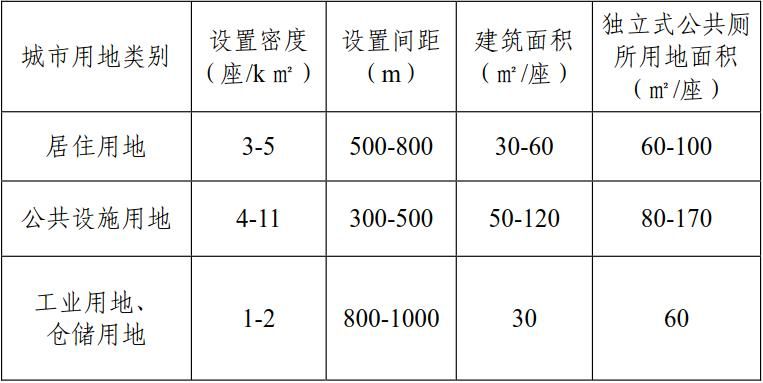 城市用地类别
设置密度
（座/k㎡）
设置间距
（m）
建筑面积
（㎡/座）
独立式公共厕
所用地面积
（㎡/座）
居住用地
3-5
500-800
30-60
60-100
公共设施用地
4-11
300-500
50-120
80-170
工业用地、
仓储用地
1-2
800-1000
30
60